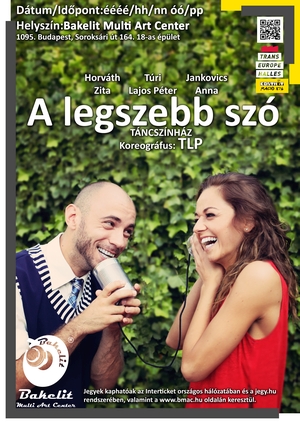 Dátum/Időpont:éééé/hh/nn óó/pp
Helyszín:Bakelit Multi Art Center
1095. Budapest, Soroksári út 164. 18-as épület
TRANS
EUROPE
HALLES
Horváth Túri Jankovics
Zita Lajos Péter Anna
A legszebb szó
TÁNCSZÍNHÁZ
Koreográfus: TLP
Bakelit
Bakelit
Multi Art Center
Jegyek kaphatóak az Interticket országos hálózatában és a jegy.hu
rendszerében, valamint a www.bmac.hu oldalán keresztül.